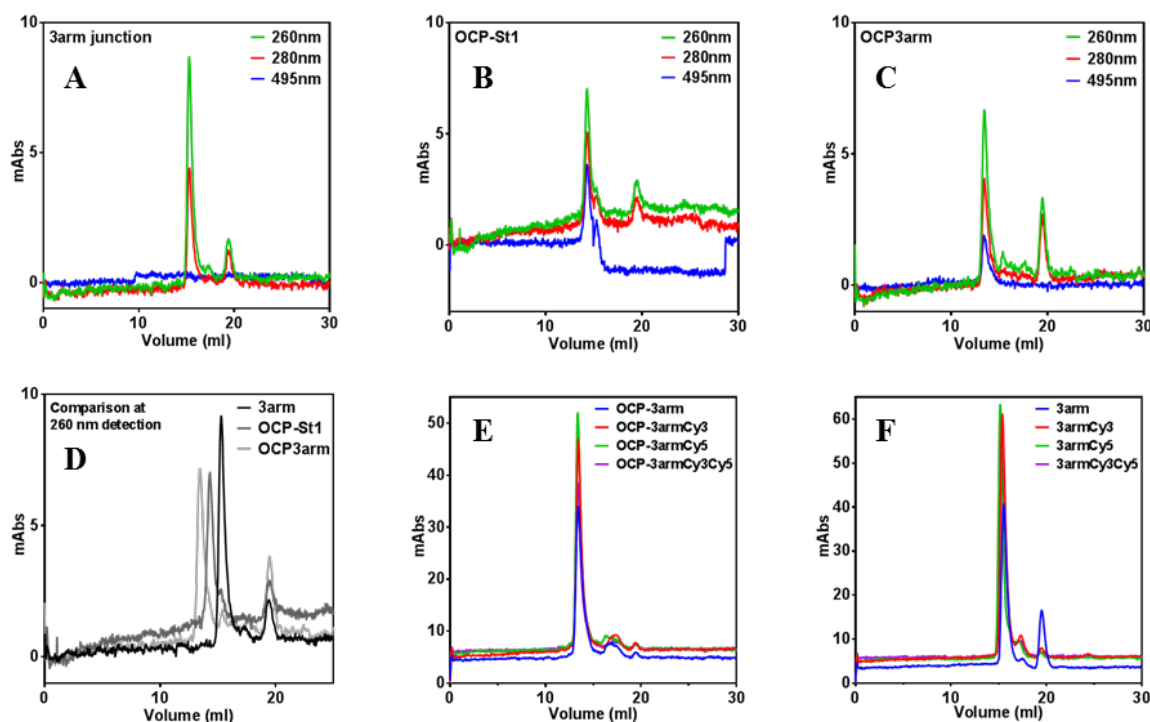 3arm junction
A
260nm
280nm
495nm
10
5
0
mAbs
0 10 20 30
Volume (ml)
OCP-St1
B
260nm
280nm
495nm
10
5
0
mAbs
0 10 20 30
Volume (ml)
OCP3arm
C
260nm
280nm
495nm
10
5
0
mAbs
0 10 20 30
Volume (ml)
Comparison at
260 nm detection
D
3arm
OCP-St1
OCP3arm
10
5
0
mAbs
0 10 20
Volume (ml)
E
OCP-3arm
OCP-3armCy3
OCP-3armCy5
OCP-3armCy3Cy5
50
40
30
20
10
0
mAbs
0 10 20 30
Volume (ml)
F
3arm
3armCy3
3armCy5
3armCy3Cy5
60
50
40
30
20
10
0
mAbs
0 10 20 30
Volume (ml)